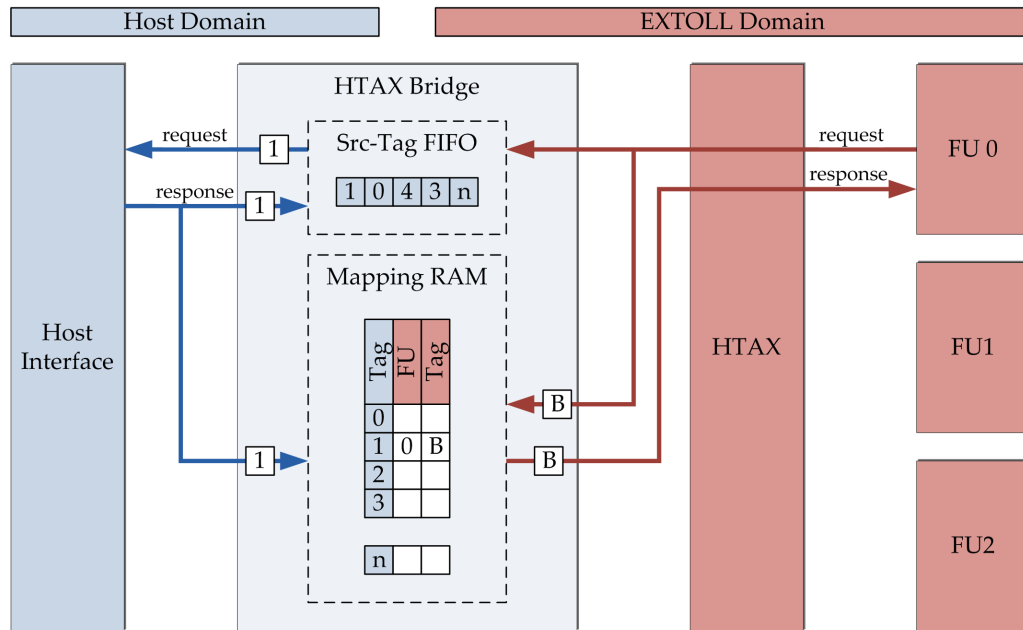 Host Domain
EXTOLL Domain
HTAX Bridge
request
1
Src-Tag FIFO
request
FU 0
response
1
1 0 4 3 n
response
Mapping RAM
FU1
Host
Interface
HTAX
Tag FU Tag
B
0
1 0 B
1
B
2
3
FU2
n